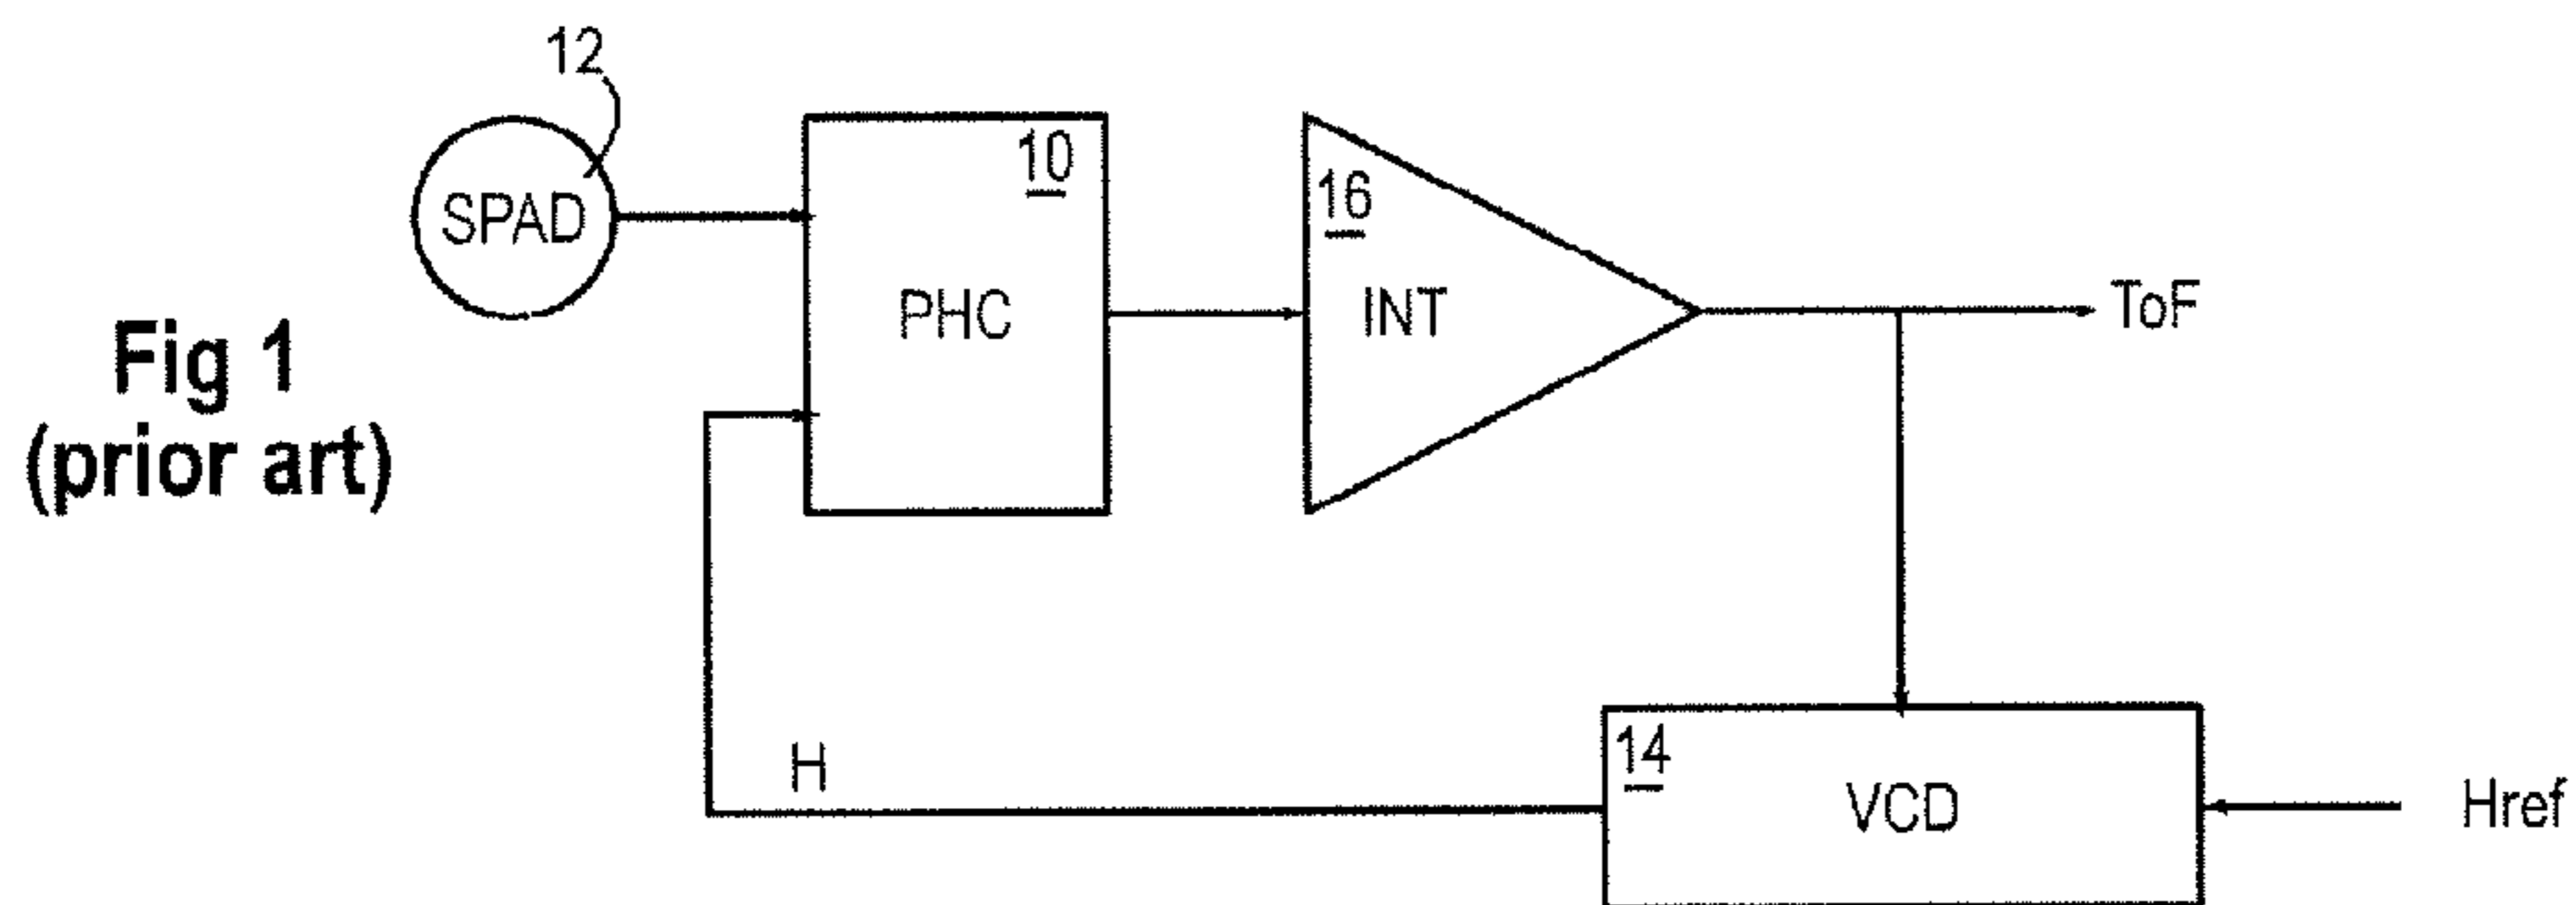 12
SPAD
10
PHC
16
INT
ToF
Fig 1
(prior art)
H
14
VCD
Href